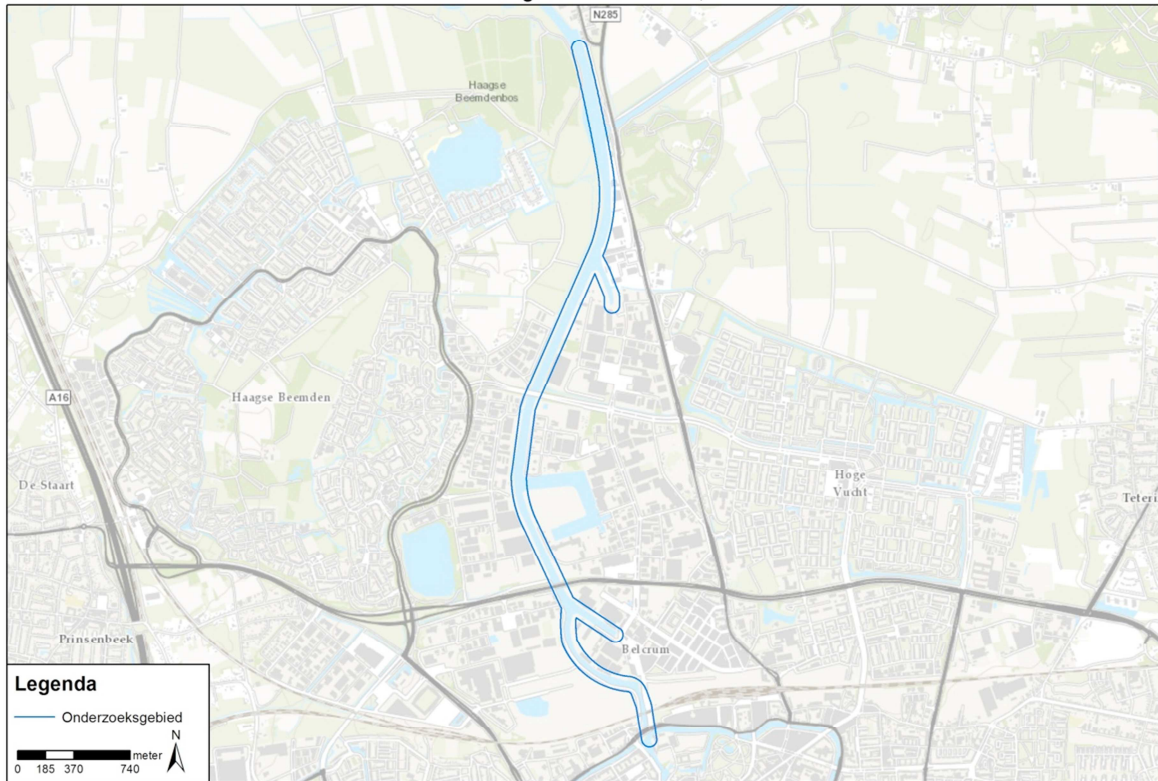 N285
Haagse
Beemdenbos
A16
Haagse Beemden
De Staart
Hoge
Vucht
Prinsenbeek
Belcrum
Legenda
Onderzoeksgebied
N
meter
0 185 370 740